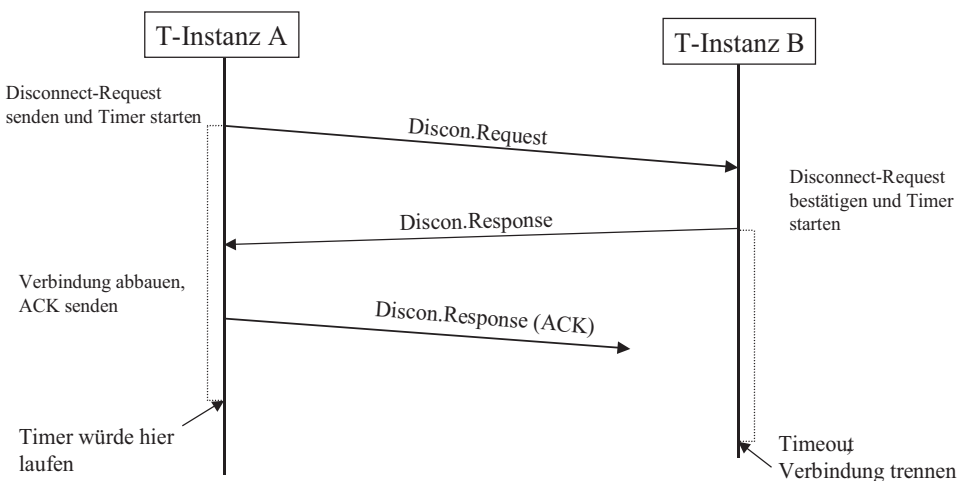 T-Instanz A
T-Instanz B
Disconnect-Request
senden und Timer starten
Discon.Request
Disconnect-Request
bestätigen und Timer
starten
Discon.Response
Verbindung abbauen,
ACK senden
Discon.Response (ACK)
Timer würde hier
laufen
Timeout,
Verbindung trennen